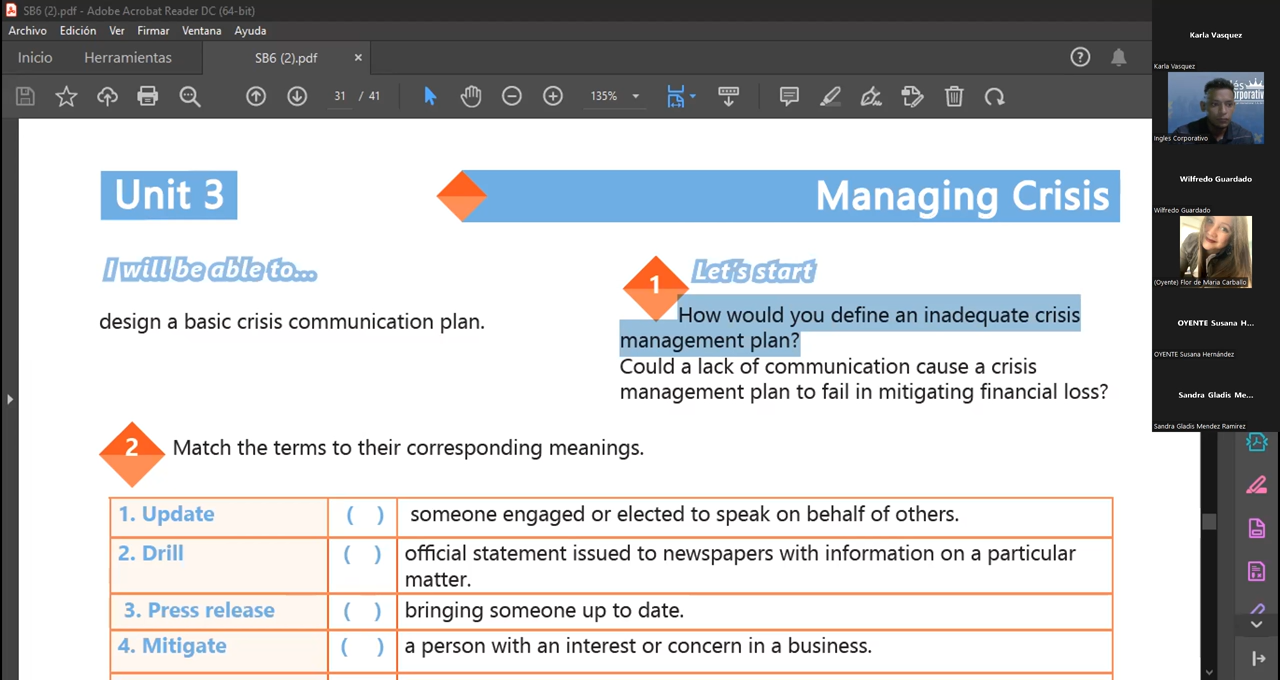 SB6 (2).pdf - Adobe Acrobat Reader DC (64-bit)
Archivo Edición Ver Firmar Ventana Ayuda
Inicio Herramientas SB6 (2).pdf ×
31 / 41 135%
Unit 3 Managing Crisis
I will be able to...
design a basic crisis communication plan.
1 Let's start
How would you define an inadequate crisis
management plan?
Could a lack of communication cause a crisis
management plan to fail in mitigating financial loss?
2 Match the terms to their corresponding meanings.
1. Update ( ) someone engaged or elected to speak on behalf of others.
2. Drill ( ) official statement issued to newspapers with information on a particular
matter.
3. Press release ( ) bringing someone up to date.
4. Mitigate ( ) a person with an interest or concern in a business.
Karla Vasquez
Karla Vasquez
Ingles Corporativo
Wilfredo Guardado
Wilfredo Guardado
(Oyente) Flor de Maria Carballo
OYENTE Susana H...
OYENTE Susana Hernández
Sandra Gladis Me...
Sandra Gladis Mendez Ramirez